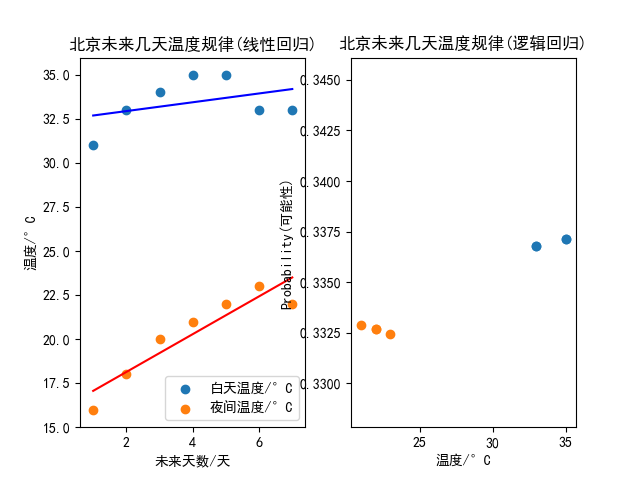 北京未来几天温度规律(线性回归)
35.0
32.5
30.0
27.5
25.0
22.5
20.0
17.5
15.0
温度/°C
2
4
6
未来天数/天
白天温度/°C
夜间温度/°C
北京未来几天温度规律(逻辑回归)
0.3450
0.3425
0.3400
0.3375
0.3350
0.3325
0.3300
Probability(可能性)
25
30
35
温度/°C